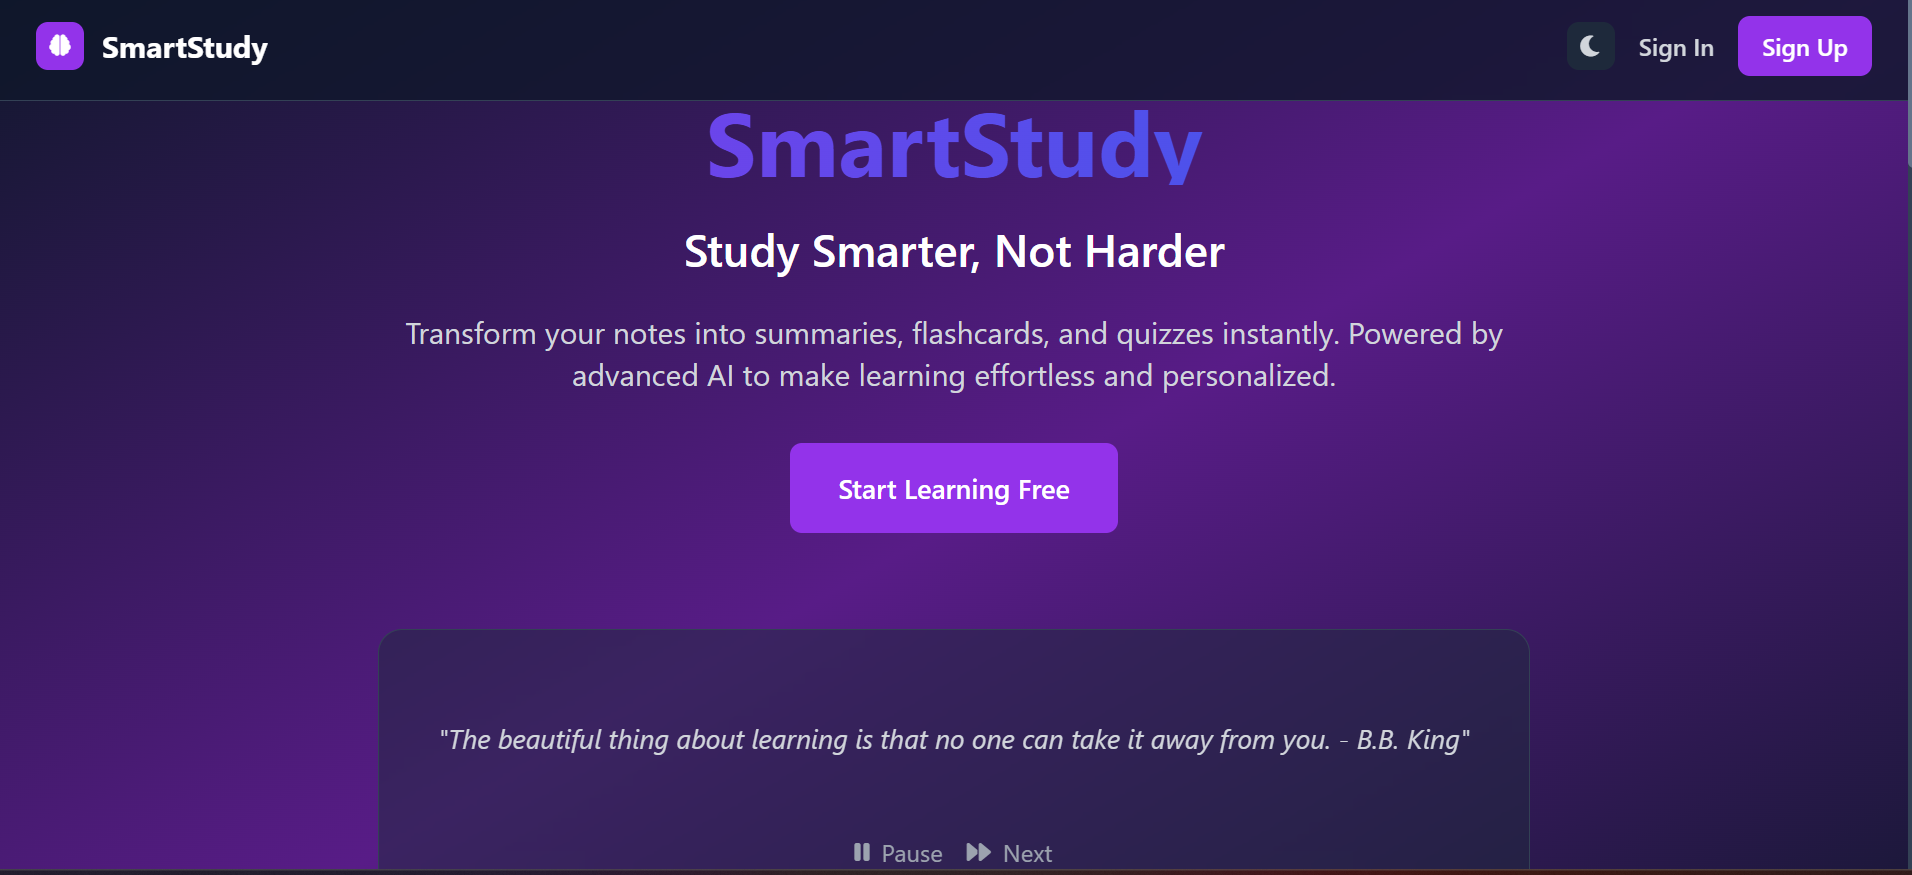 SmartStudy
Sign In
Sign Up
SmartStudy
Study Smarter, Not Harder
Transform your notes into summaries, flashcards, and quizzes instantly. Powered by
advanced AI to make learning effortless and personalized.
Start Learning Free
"The beautiful thing about learning is that no one can take it away from you. - B.B. King"
Pause
Next